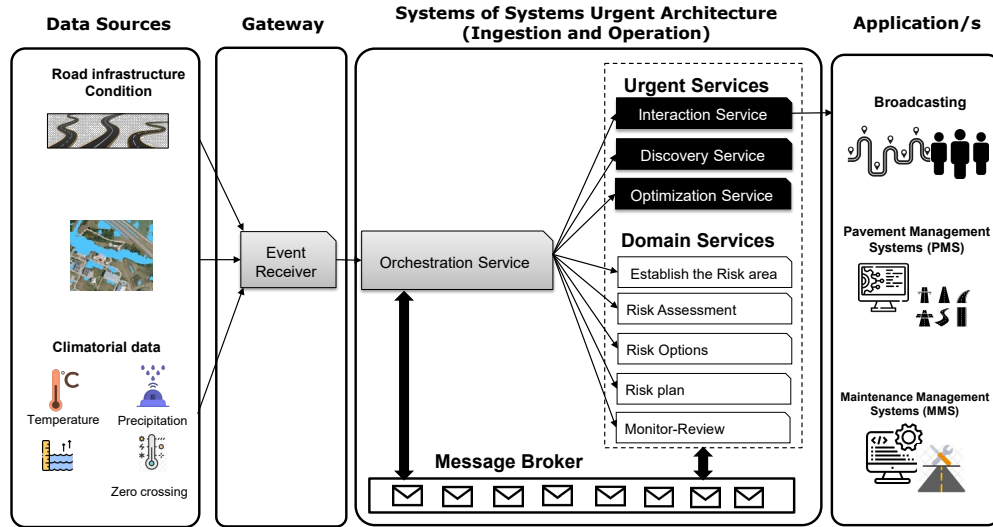 Data Sources
Gateway
Systems of Systems Urgent Architecture
(Ingestion and Operation)
Application/s
Road infrastructure
Condition
Climatorial data
°C
Temperature
Precipitation
Zero crossing
Event
Receiver
Orchestration Service
Urgent Services
Interaction Service
Discovery Service
Optimization Service
Domain Services
Establish the Risk area
Risk Assessment
Risk Options
Risk plan
Monitor-Review
Message Broker
Broadcasting
Pavement Management
Systems (PMS)
Maintenance Management
Systems (MMS)
<//>